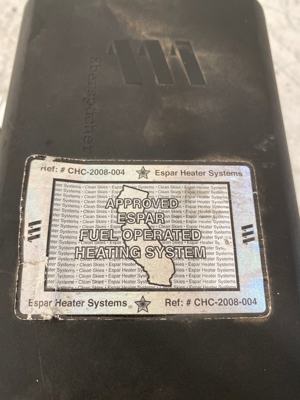 eberspächer
Ref: # CHC-2008-004 Espar Heater Systems
APPROVED
ESPAR
FUEL OPERATED
HEATING SYSTEM
Espar Heater Systems Ref: # CHC-2008-004